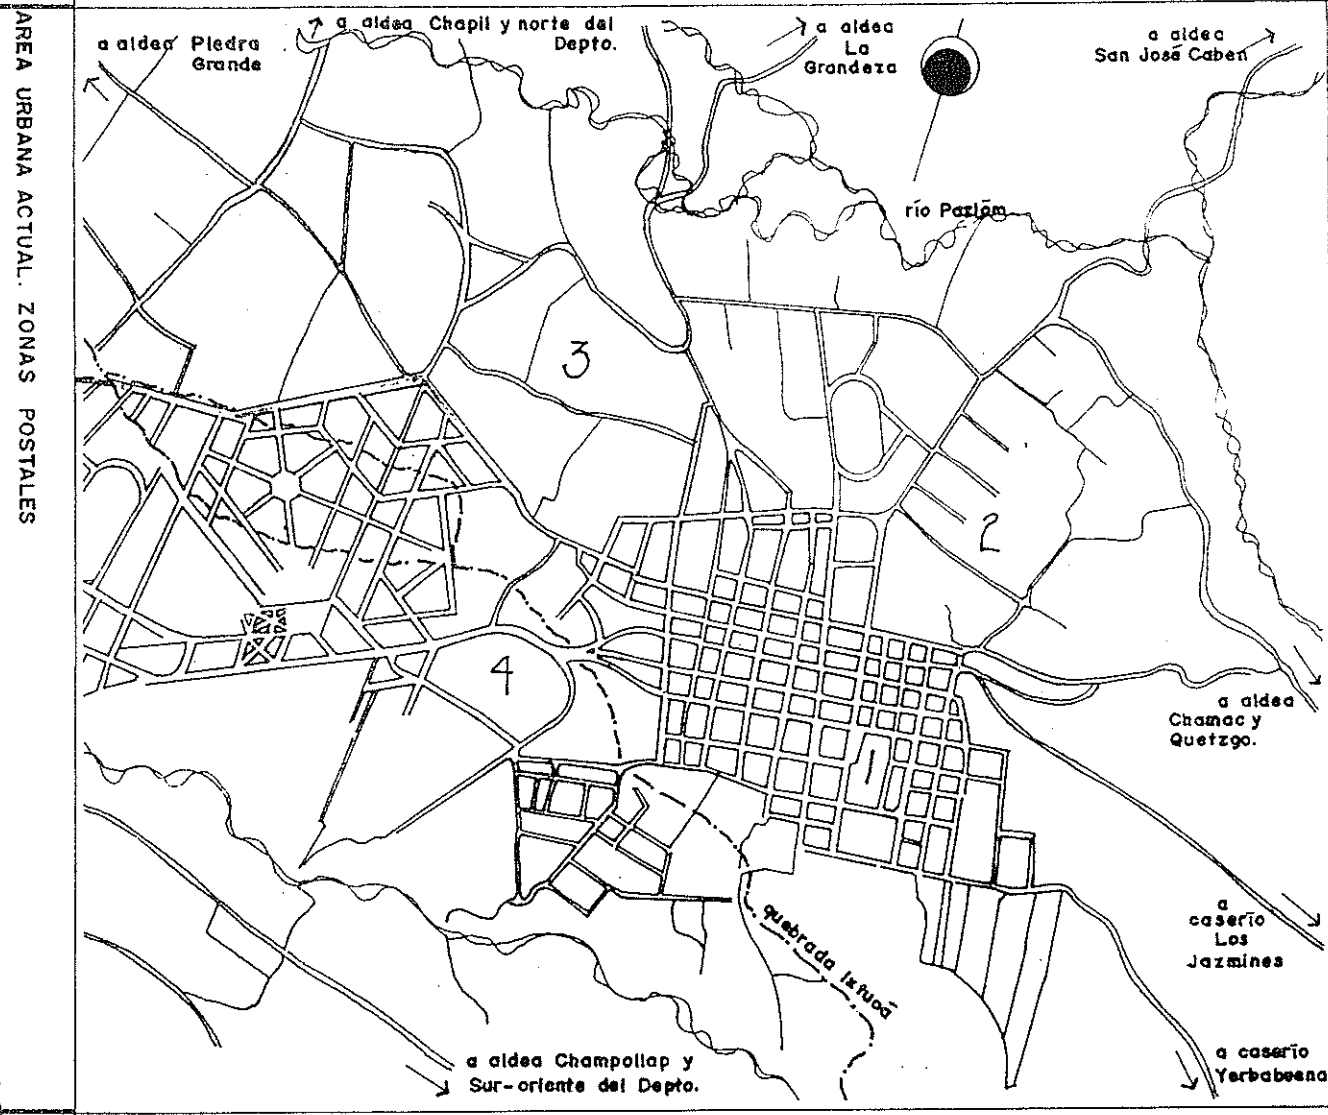 AREA URBANA ACTUAL. ZONAS POSTALES
a aldea Piedra
Grande
a aldea Chapil y norte del
Depto.
a aldea
La
Grandeza
a aldea
San José Caben
río Pazlám
3
2
4
1
a aldea
Chamac y
Quetzgo.
a
caserío
Los
Jazmines
quebrada Ixtuoá
a aldea Champollap y
Sur-oriente del Depto.
a caserío
Yerbabuena